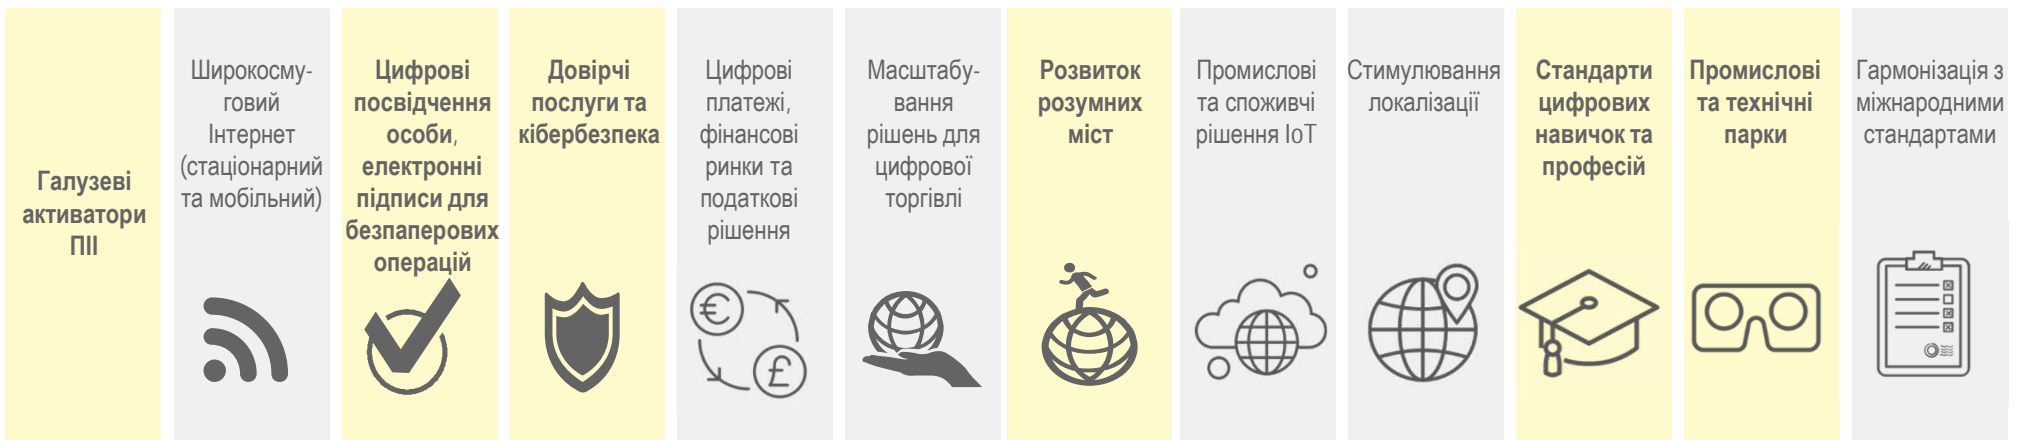 Галузеві
активатори
ПІІ
Широкосму-
говий
Інтернет
(стаціонарний
та мобільний)
Цифрові
посвідчення
особи,
електронні
підписи для
безпаперових
операцій
Довірчі
послуги та
кібербезпека
Цифрові
платежі,
фінансові
ринки та
податкові
рішення
Масштабу-
вання
рішень для
цифрової
торгівлі
Розвиток
розумних
міст
Промислові
та споживчі
рішення IoT
Стимулювання
локалізації
Стандарти
цифрових
навичок та
професій
Промислові
та технічні
парки
Гармонізація з
міжнародними
стандартами